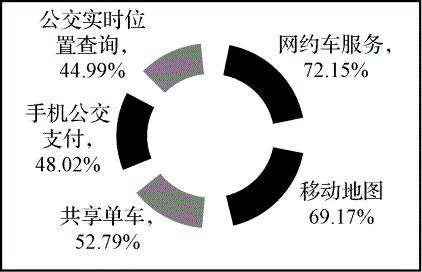 公交实时位
置查询，
44.99%
网约车服务，
72.15%
手机公交
支付，
48.02%
移动地图
69.17%
共享单车，
52.79%